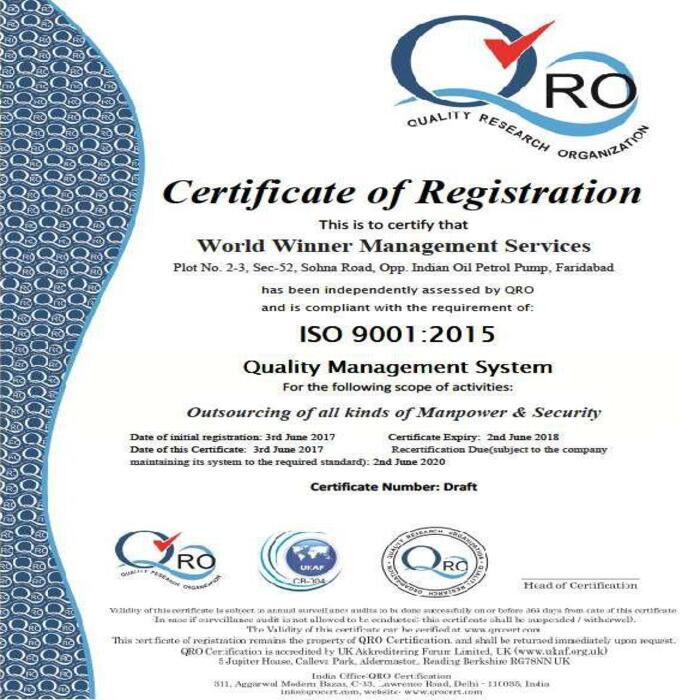 QRO
QUALITY RESEARCH ORGANIZATION
Certificate of Registration
This is to certify that
World Winner Management Services
Plot No. 2-3, Sec-52, Sohna Road, Opp. Indian Oil Petrol Pump, Faridabad
has been independently assessed by QRO
and is compliant with the requirement of:
ISO 9001:2015
Quality Management System
For the following scope of activities:
Outsourcing of all kinds of Manpower & Security
Date of initial registration: 3rd June 2017 Certificate Expiry: 2nd June 2018
Date of this Certificate: 3rd June 2017 Recertification Due(subject to the company
maintaining its system to the required standard): 2nd June 2020
Certificate Number: Draft
QRO
QUALITY RESEARCH ORGANIZATION
UKAF
CB-304
QUALITY RESEARCH ORGANIZATION
QRO
Head of Certification
Validity of this certificate is subject to annual surveillance audits to be done successfully on or before 364 days from date of this certificate
In case if surveillance audit is not allowed to be conducted; this certificate shall be suspended / withdrawal).
The Validity of this certificate can be verified at www.qrocert.com
This certificate of registration remains the property of QRO Certification, and shall be returned immediately upon request.
QRO Certification is accredited by UK Akkreditering Forum Limited, UK (www.ukaf.org.uk)
5 Jupiter House, Calleva Park, Aldermaston, Reading Berkshire RG78NN UK
India Office:QRO Certification
311, Aggarwal Modern Bazar, C-33, Lawrence Road, Delhi - 110035, India
info@qrocert.com, website- www.qrocert.com